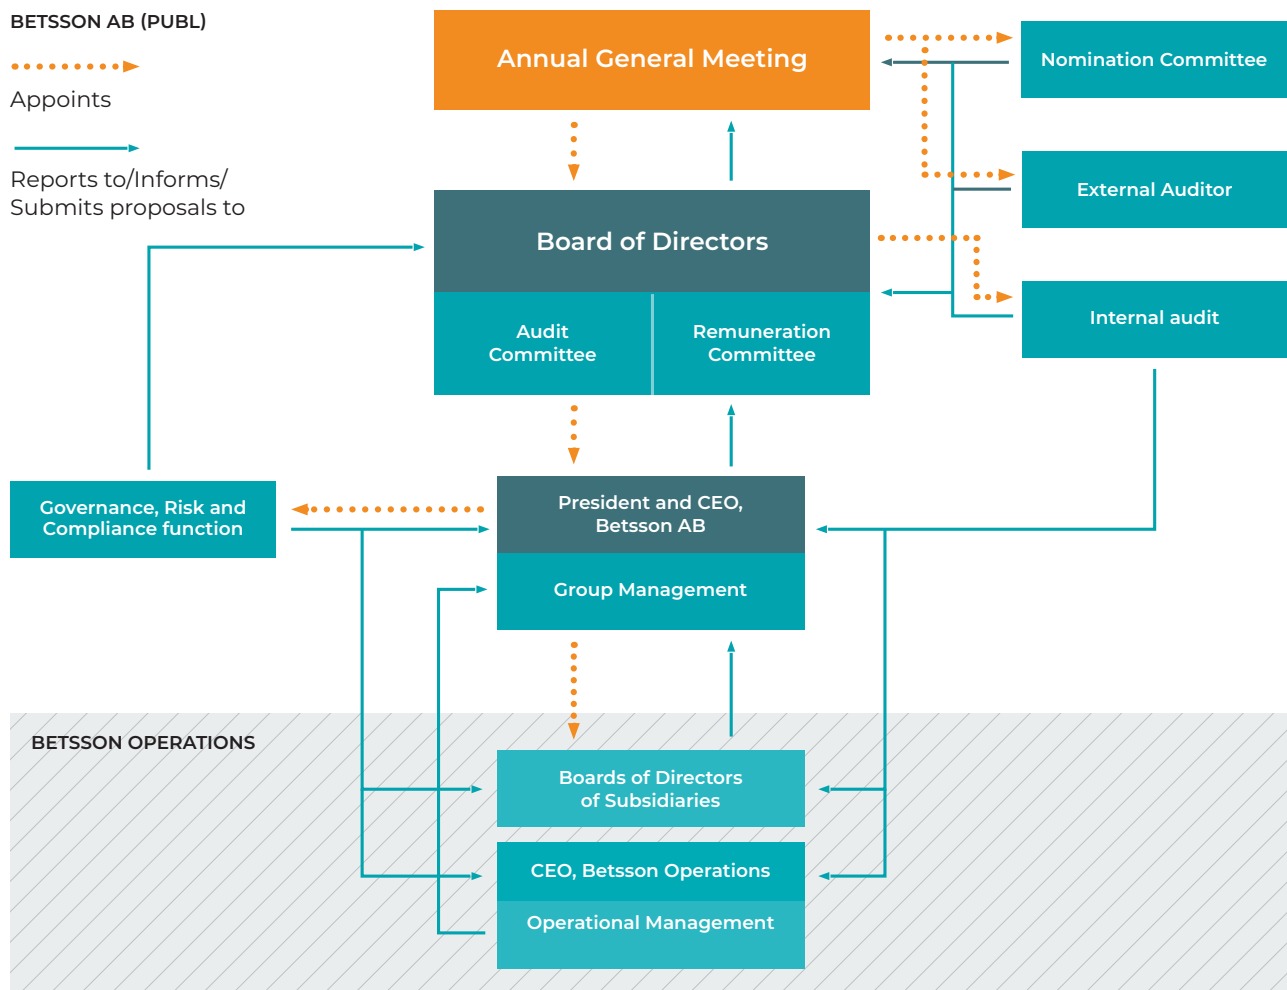 BETSSON AB (PUBL)
Appoints
Reports to/Informs/
Submits proposals to
Annual General Meeting
Nomination Committee
External Auditor
Board of Directors
Internal audit
Audit
Committee
Remuneration
Committee
Governance, Risk and
Compliance function
President and CEO,
Betsson AB
Group Management
BETSSON OPERATIONS
Boards of Directors
of Subsidiaries
CEO, Betsson Operations
Operational Management